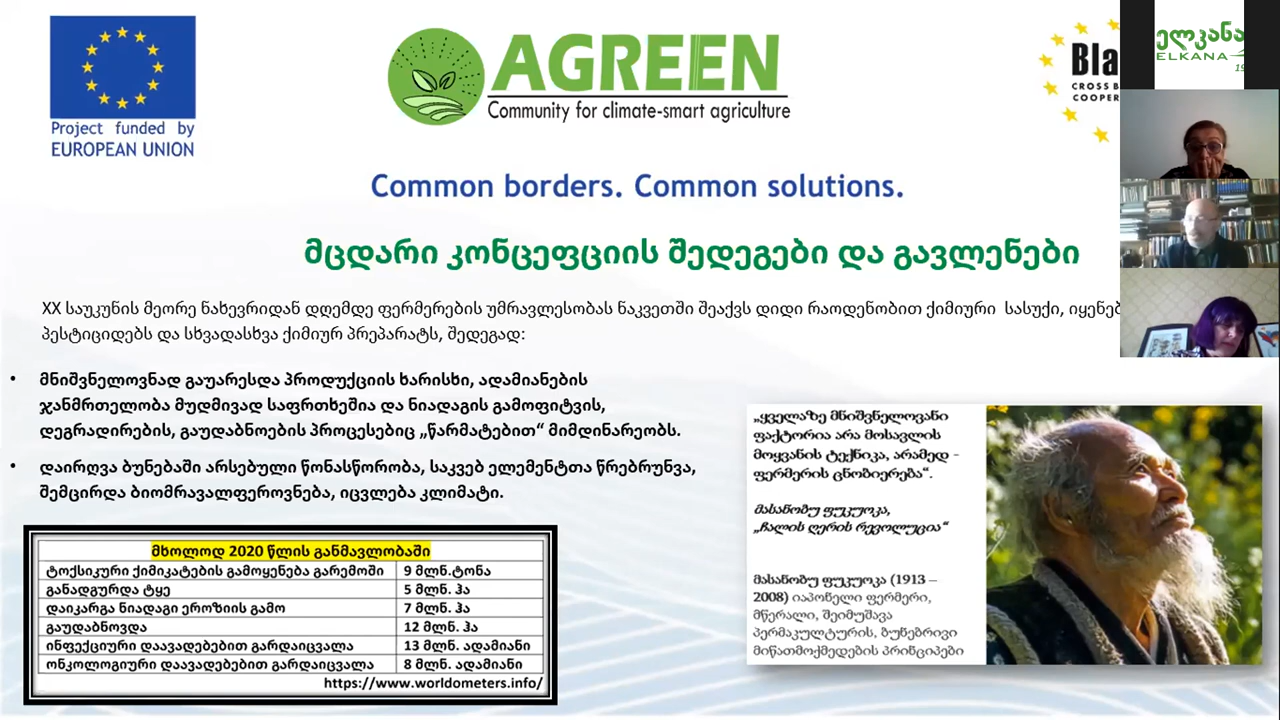 Project funded by
EUROPEAN UNION
AGREEN
Community for climate-smart agriculture
CROSS
ელკანა
ELKANA
Common borders. Common solutions.
მცდარი კონცეფციის შედეგები და გავლენები
XX საუკუნის მეორე ნახევრიდან დღემდე ფერმერების უმრავლესობას ნაკვეთში შეაქვს დიდი რაოდენობით ქიმიური სასუქი,
პესტიციდებს და სხვადასხვა ქიმიურ პრეპარატს, შედეგად:
• მნიშვნელოვნად გაუარესდა პროდუქციის ხარისხი, ადამიანების
ჯანმრთელობა მუდმივად საფრთხეშია და ნიადაგის გამოფიტვის,
დეგრადირების, გაუდაბნოების პროცესებიც „წარმატებით“ მიმდინარეობს.
• დაირღვა ბუნებაში არსებული წონასწორობა, საკვებ ელემენტთა წრებრუნვა,
შემცირდა ბიომრავალფეროვნება, იცვლება კლიმატი.
მხოლოდ 2020 წლის განმავლობაში
ტოქსიკური ქიმიკატების გამოყენება გარემოში 9 მლნ.ტონა
განადგურდა ტყე 5 მლნ. ჰა
დაიკარგა ნიადაგი ეროზიის გამო 7 მლნ. ჰა
გაუდაბნოვდა 12 მლნ. ჰა
ინფექციური დაავადებებით გარდაიცვალა 13 მლნ. ადამიანი
ონკოლოგიური დაავადებებით გარდაიცვალა 8 მლნ. ადამიანი
https://www.worldometers.info/
„ყველაზე მნიშვნელოვანი
ფაქტორია არა მოსავლის
მოყვანის ტექნიკა, არამედ -
ფერმერის ცნობიერება“.
მასანობუ ფუკუოკა,
„ჩალის ღერის რევოლუცია“
მასანობუ ფუკუოკა (1913 –
2008) იაპონელი ფერმერი,
მწერალი, შეიმუშავა
პერმაკულტურის, ბუნებრივი
მიწათმოქმედების პრინციპები